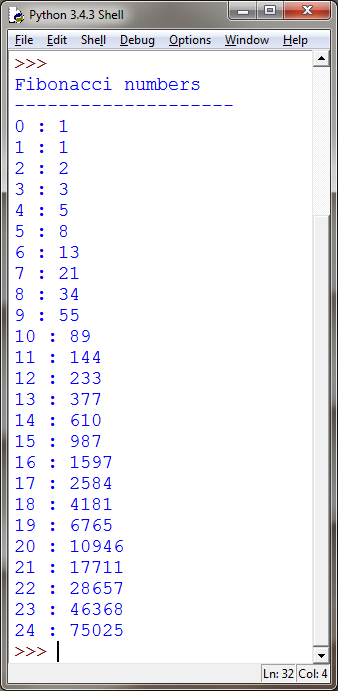 Python 3.4.3 Shell
File Edit Shell Debug Options Window Help
>>>
Fibonacci numbers
--------------------
0 : 1
1 : 1
2 : 2
3 : 3
4 : 5
5 : 8
6 : 13
7 : 21
8 : 34
9 : 55
10 : 89
11 : 144
12 : 233
13 : 377
14 : 610
15 : 987
16 : 1597
17 : 2584
18 : 4181
19 : 6765
20 : 10946
21 : 17711
22 : 28657
23 : 46368
24 : 75025
>>>
Ln: 32 Col: 4